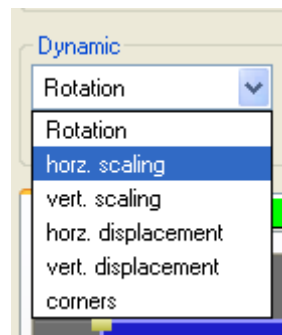 Dynamic
Rotation
Rotation
horz. scaling
vert. scaling
horz. displacement
vert. displacement
corners